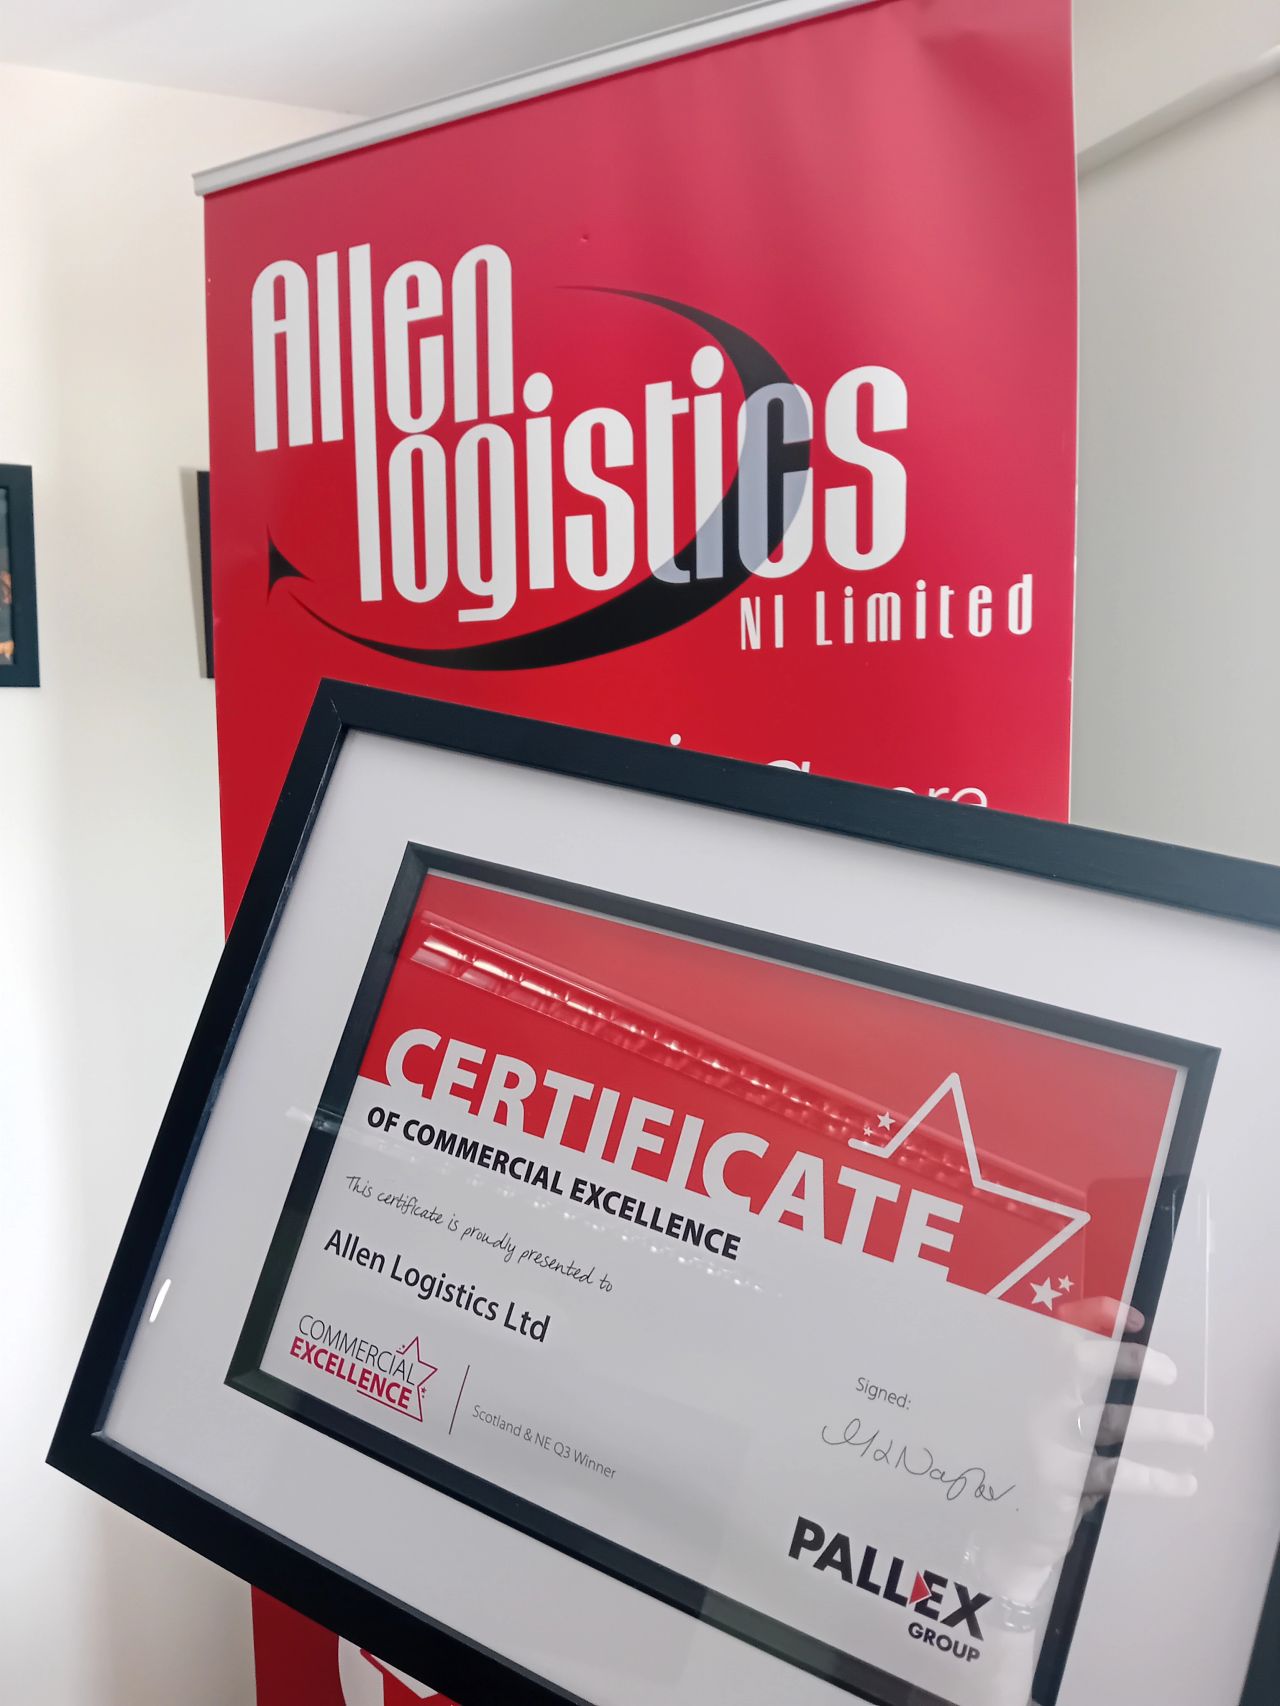 Allen
logistics
NI Limited
CERTIFICATE
OF COMMERCIAL EXCELLENCE
This certificate is proudly presented to
Allen Logistics Ltd
COMMERCIAL
EXCELLENCE
Scotland & NE Q3 Winner
Signed:
PALLEX
GROUP